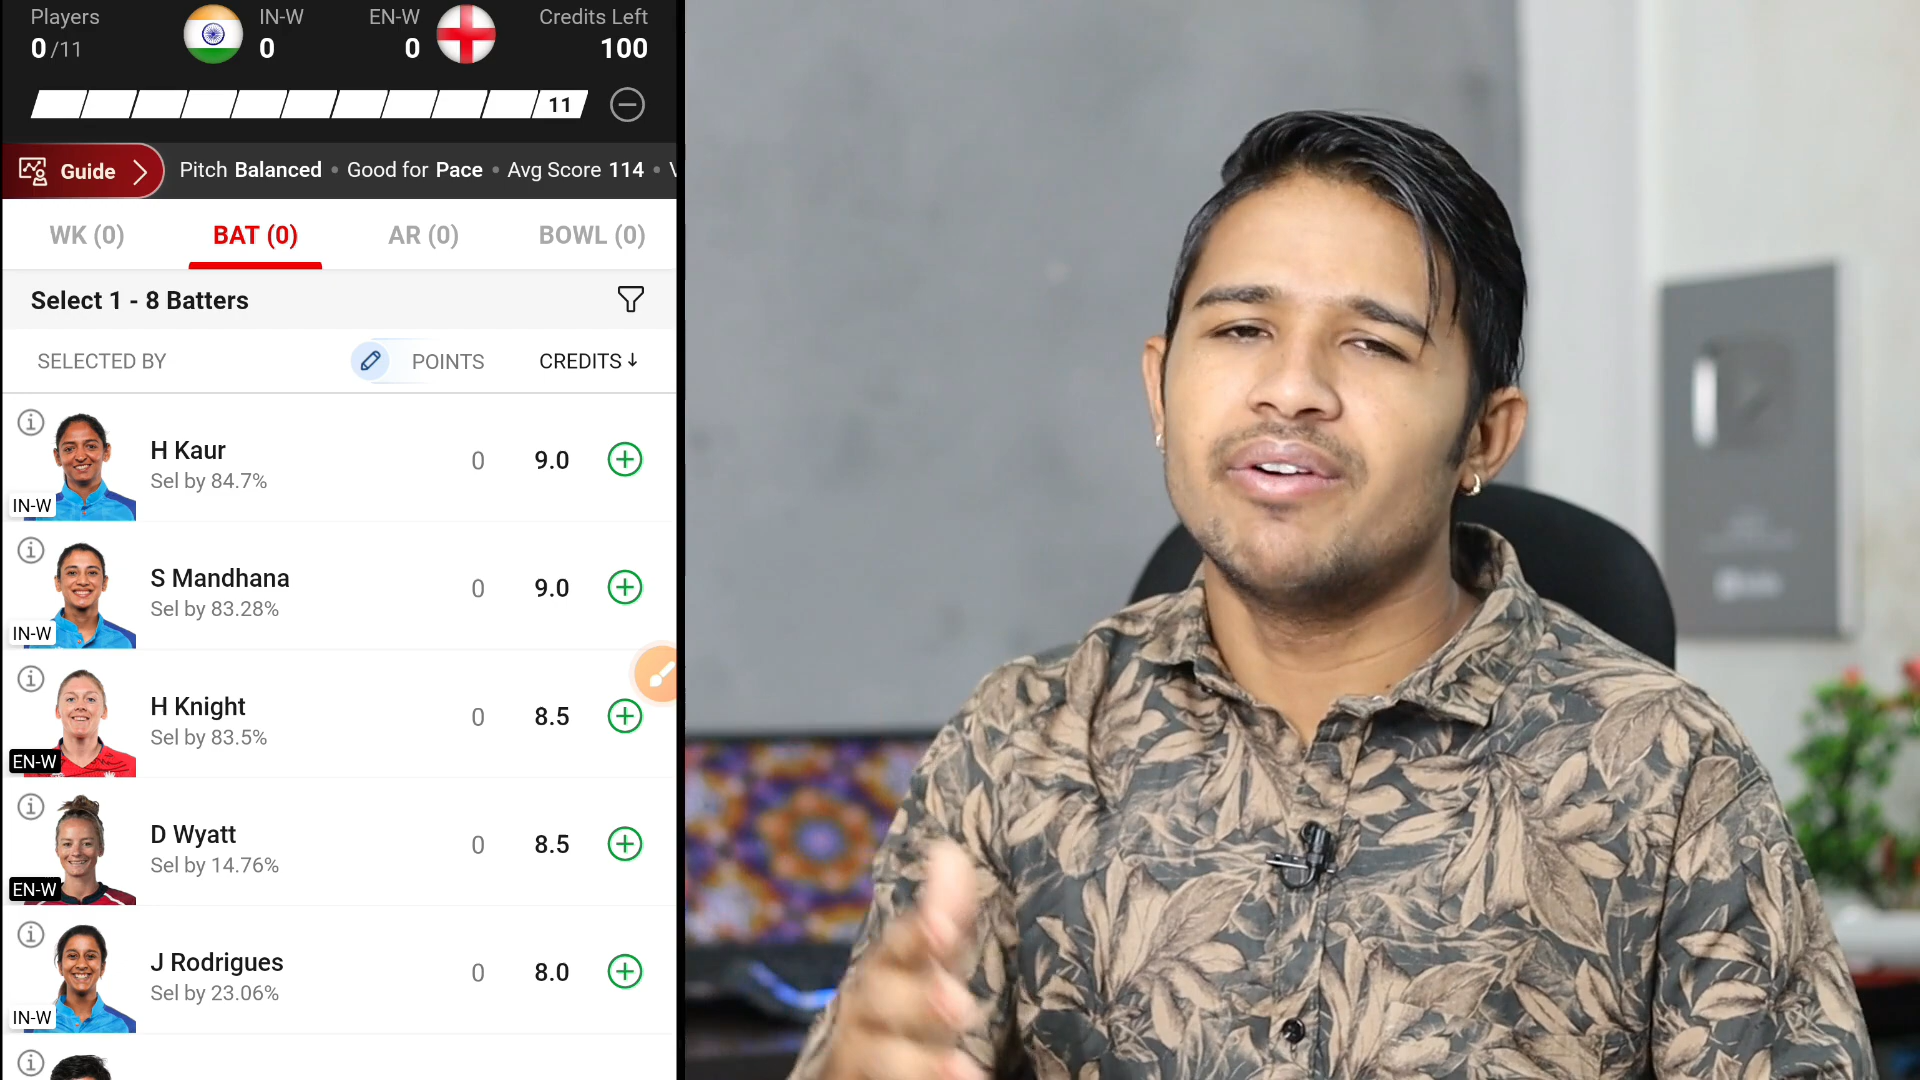 Players
0 /11
IN-W
0
EN-W
0
Credits Left
100
11
Guide
Pitch Balanced • Good for Pace • Avg Score 114 •
WK (0)
BAT (0)
AR (0)
BOWL (0)
Select 1 - 8 Batters
SELECTED BY
POINTS
CREDITS↓
H Kaur
Sel by 84.7%
IN-W
0
9.0
S Mandhana
Sel by 83.28%
IN-W
0
9.0
H Knight
Sel by 83.5%
EN-W
0
8.5
D Wyatt
Sel by 14.76%
EN-W
0
8.5
J Rodrigues
Sel by 23.06%
IN-W
0
8.0